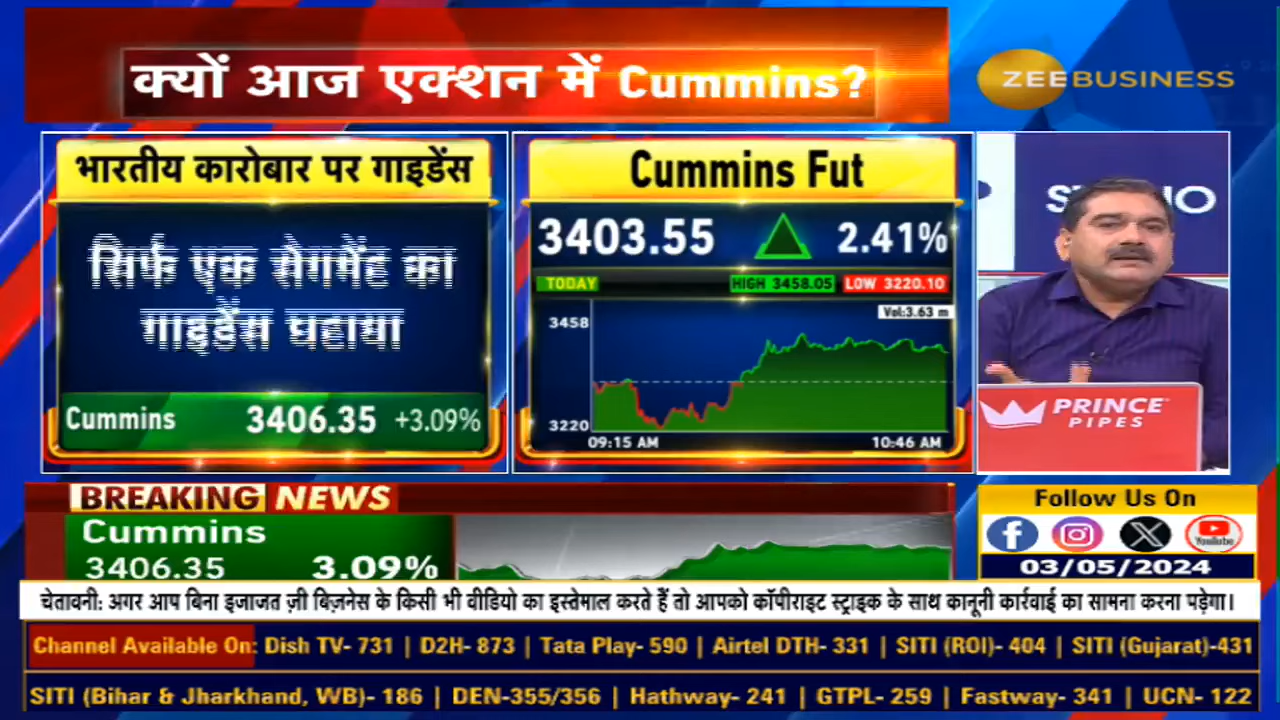 क्यों आज एक्शन में Cummins?
ZEEBUSINESS
भारतीय कारोबार पर गाइडेंस
सिर्फ एक सेगमेंट का
गाइडेंस घटाया
Cummins 3406.35 +3.09%
Cummins Fut
3403.55 2.41%
TODAY HIGH 3458.05 LOW 3220.10
Vol:3.63 m
3458
3220
09:15 AM 10:46 AM
PRINCE
PIPES
BREAKING NEWS
Cummins
3406.35 3.09%
Follow Us On
YouTube
03/05/2024
चेतावनी: अगर आप बिना इजाजत ज़ी बिज़नेस के किसी भी वीडियो का इस्तेमाल करते हैं तो आपको कॉपीराइट स्ट्राइक के साथ कानूनी कार्रवाई का सामना करना पड़ेगा।
Channel Available On: Dish TV- 731 | D2H- 873 | Tata Play- 590 | Airtel DTH- 331 | SITI (ROI)- 404 | SITI (Gujarat)-431
SITI (Bihar & Jharkhand, WB)- 186 | DEN-355/356 | Hathway- 241 | GTPL- 259 | Fastway- 341 | UCN- 122